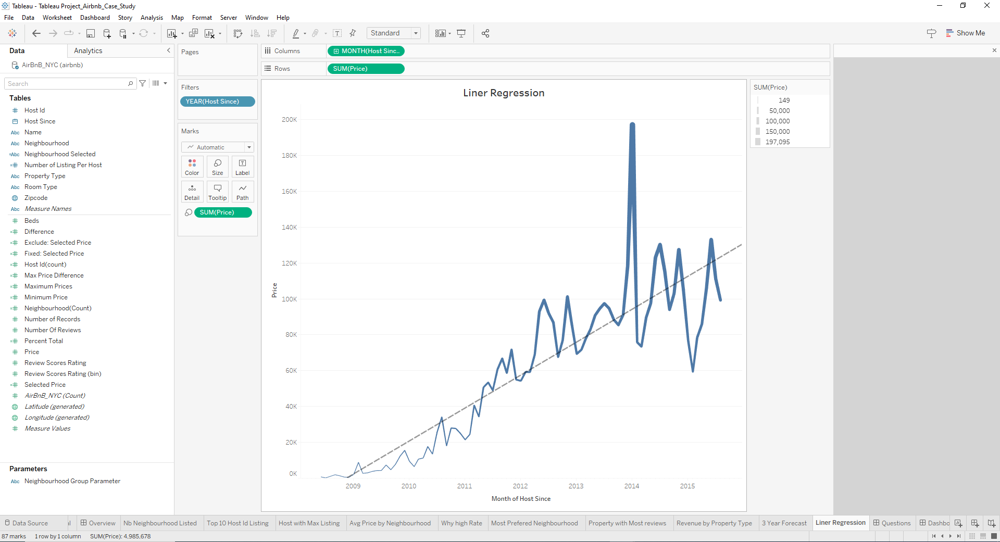 Tableau - Tableau Project_Airbnb_Case_Study
File Data Worksheet Dashboard Story Analysis Map Format Server Window Help
Standard
Show Me
Data Analytics
AirBnB_NYC (airbnb)
Search
Tables
Host Id
Host Since
Abc Name
Abc Neighbourhood
=Abc Neighbourhood Selected
=# Number of Listing Per Host
Abc Property Type
Abc Room Type
Zipcode
Abc Measure Names
# Beds
=# Difference
=# Exclude: Selected Price
=# Fixed: Selected Price
=# Host Id(count)
=# Max Price Difference
=# Maximum Prices
=# Minimum Price
=# Neighbourhood(Count)
# Number of Records
# Number Of Reviews
=# Percent Total
# Price
# Review Scores Rating
# Review Scores Rating (bin)
=# Selected Price
# AirBnB_NYC (Count)
Latitude (generated)
Longitude (generated)
# Measure Values
Parameters
Abc Neighbourhood Group Parameter
Pages
Filters
YEAR(Host Since)
Marks
Automatic
Color Size Label
Detail Tooltip Path
SUM(Price)
Columns MONTH(Host Sinc..
Rows SUM(Price)
Liner Regression
200K
180K
160K
140K
120K
100K
80K
60K
40K
20K
0K
Price
2009 2010 2011 2012 2013 2014 2015
Month of Host Since
SUM(Price)
149
50,000
100,000
150,000
197,095
Data Source al Overview Nb Neighbourhood Listed Top 10 Host Id Listing Host with Max Listing Avg Price by Neighbourhood Why high Rate Most Prefered Neighbourhood Property with Most reviews Revenue by Property Type 3 Year Forecast Liner Regression Questions Dashbo
87 marks 1 row by 1 column SUM(Price): 4,985,678